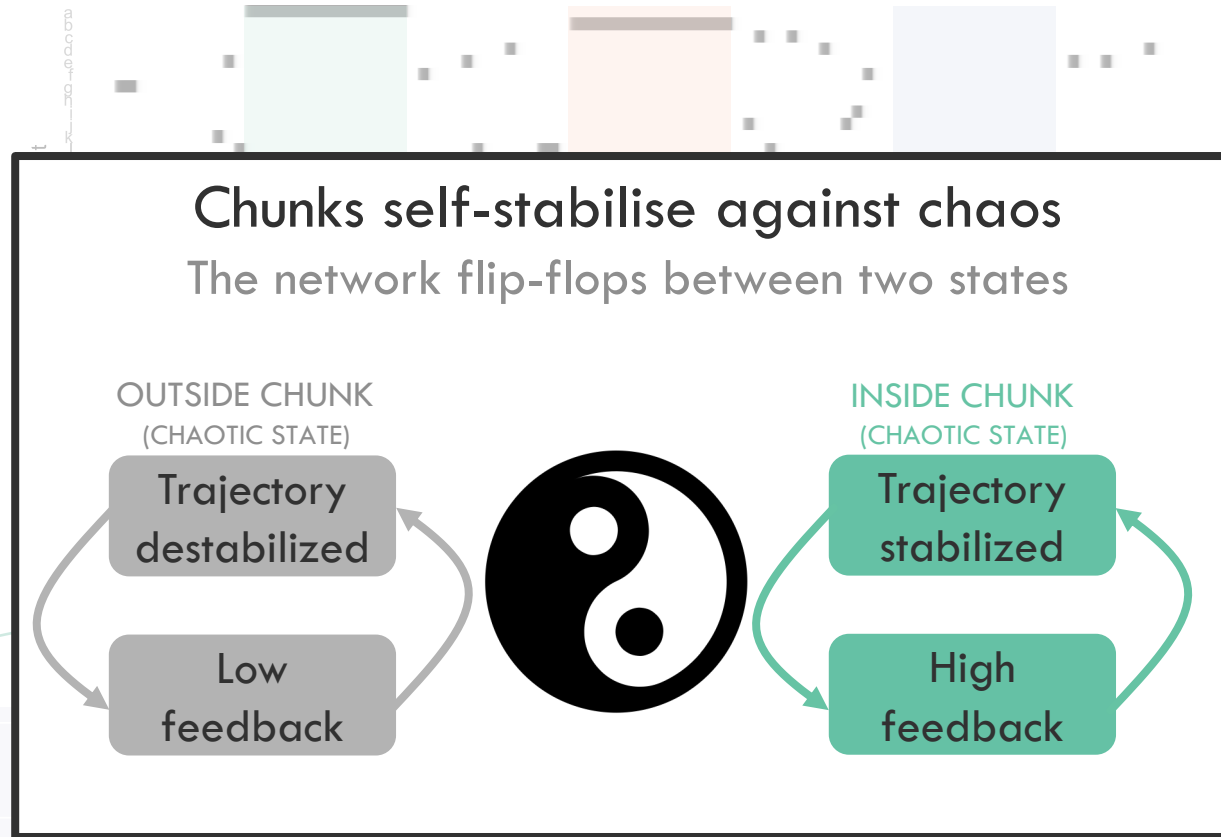 a
b
c
d
e
f
g
h
i
j
k
l
t
Chunks self-stabilise against chaos
The network flip-flops between two states
OUTSIDE CHUNK
(CHAOTIC STATE)
Trajectory
destabilized
Low
feedback
INSIDE CHUNK
(CHAOTIC STATE)
Trajectory
stabilized
High
feedback